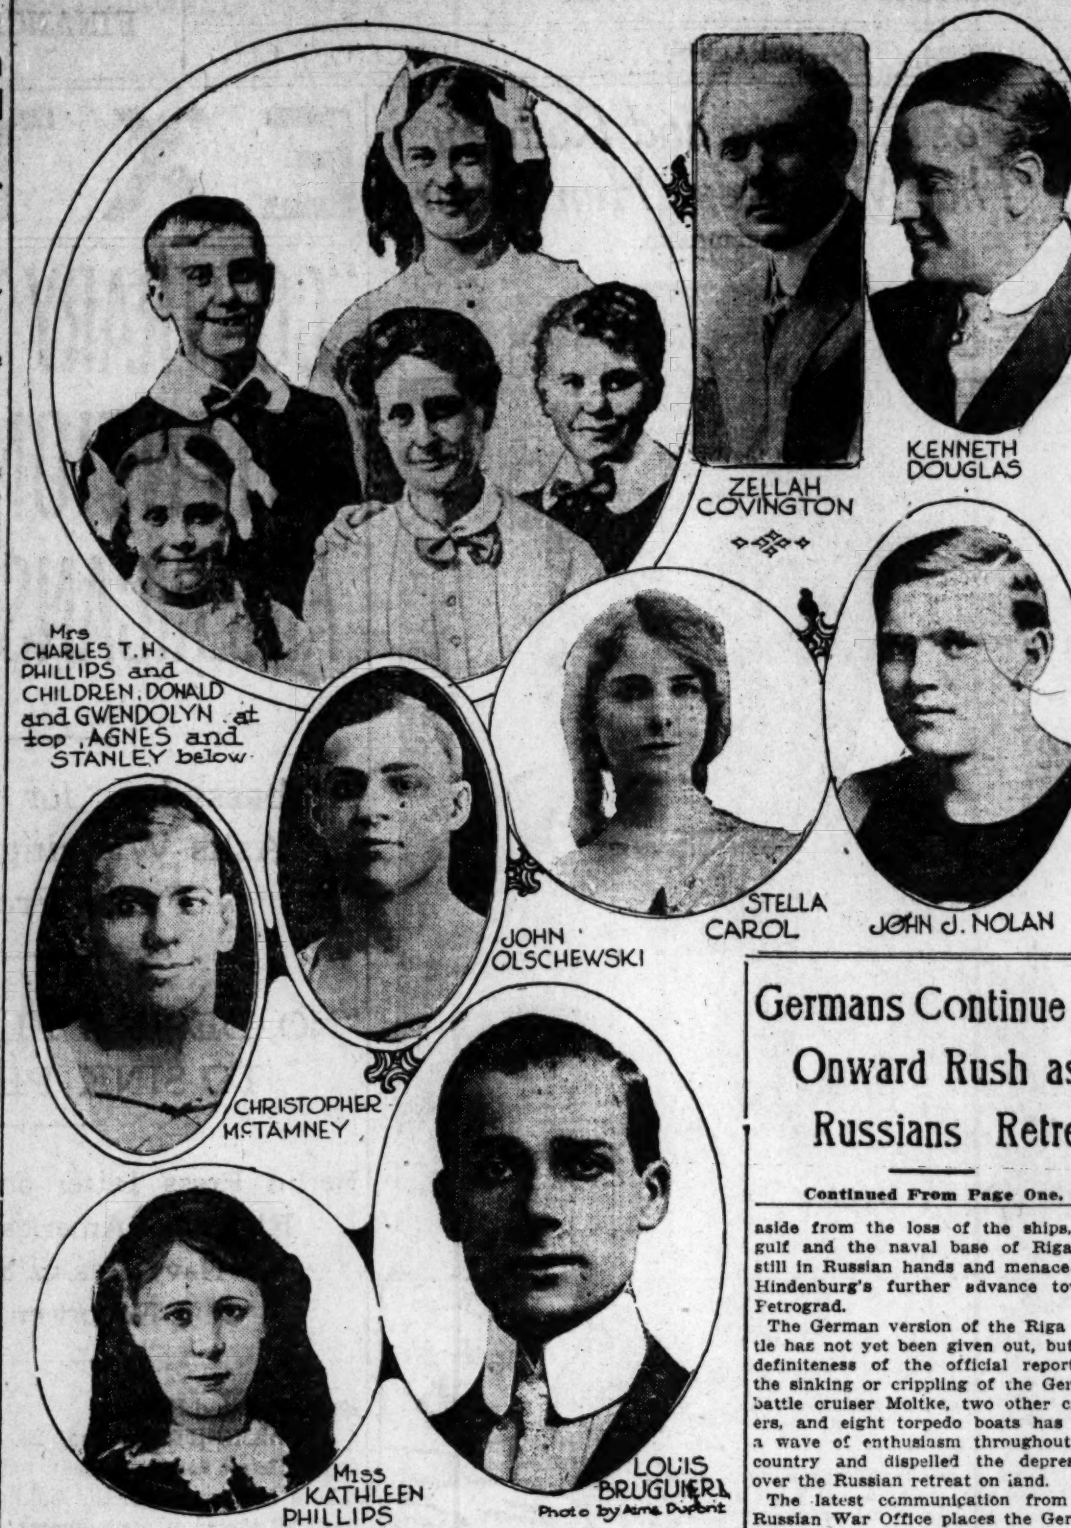 ZELLAH
COVINGTON
KENNETH
DOUGLAS
Mrs
CHARLES T. H.
PHILLIPS and
CHILDREN, DONALD
and GWENDOLYN at
top, AGNES and
STANLEY below.
STELLA
CAROL
JOHN J. NOLAN
JOHN
OLSCHEWSKI
CHRISTOPHER
McTAMNEY
MISS
KATHLEEN
PHILLIPS
LOUIS
BRUGUIERE
Photo by Aime Dupont
Germans Continue
Onward Rush as
Russians Retre
Continued From Page One.
aside from the loss of the ships,
gulf and the naval base of Riga
still in Russian hands and menace
Hindenburg's further advance to
Petrograd.
The German version of the Riga
tle has not yet been given out, but
definiteness of the official report
the sinking or crippling of the Ger
battle cruiser Moltke, two other c
ers, and eight torpedo boats has
a wave of enthusiasm throughout
country and dispelled the depres
over the Russian retreat on land.
The latest communication from
Russian War Office places the Ger